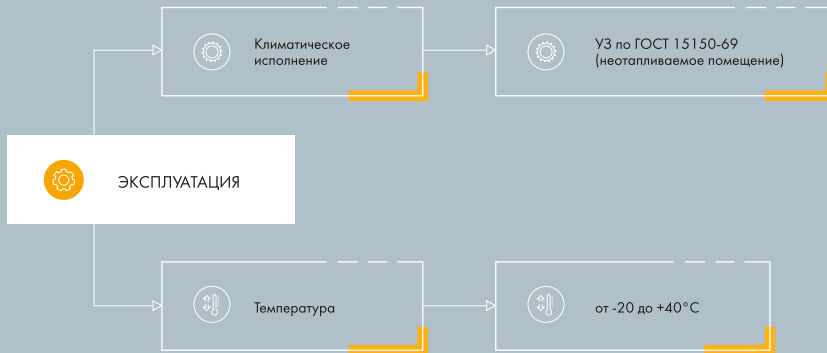 Климатическое
исполнение
УЗ по ГОСТ 15150-69
(неотапливаемое помещение)
ЭКСПЛУАТАЦИЯ
Температура
от -20 до +40°С